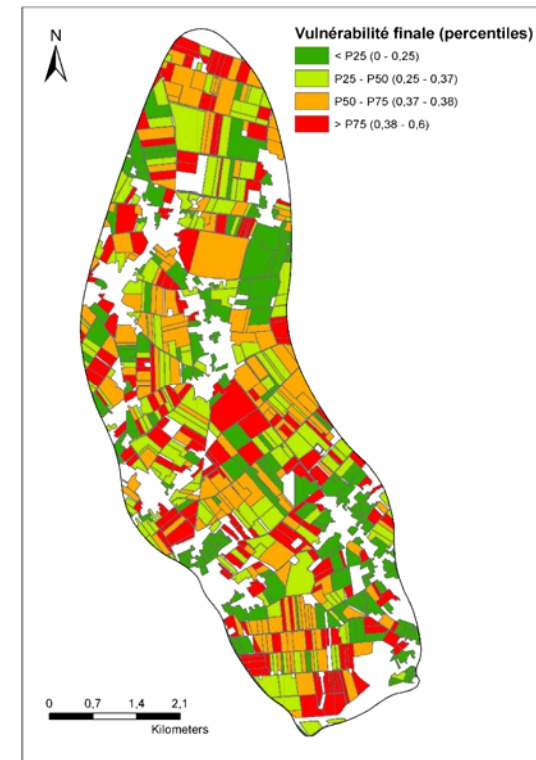 Vulnérabilité finale (percentiles)
N
< P25 (0 - 0,25)
P25 - P50 (0,25 - 0,37)
P50 - P75 (0,37 - 0,38)
> P75 (0,38 - 0,6)
0 0,7 1,4 2,1
Kilometers